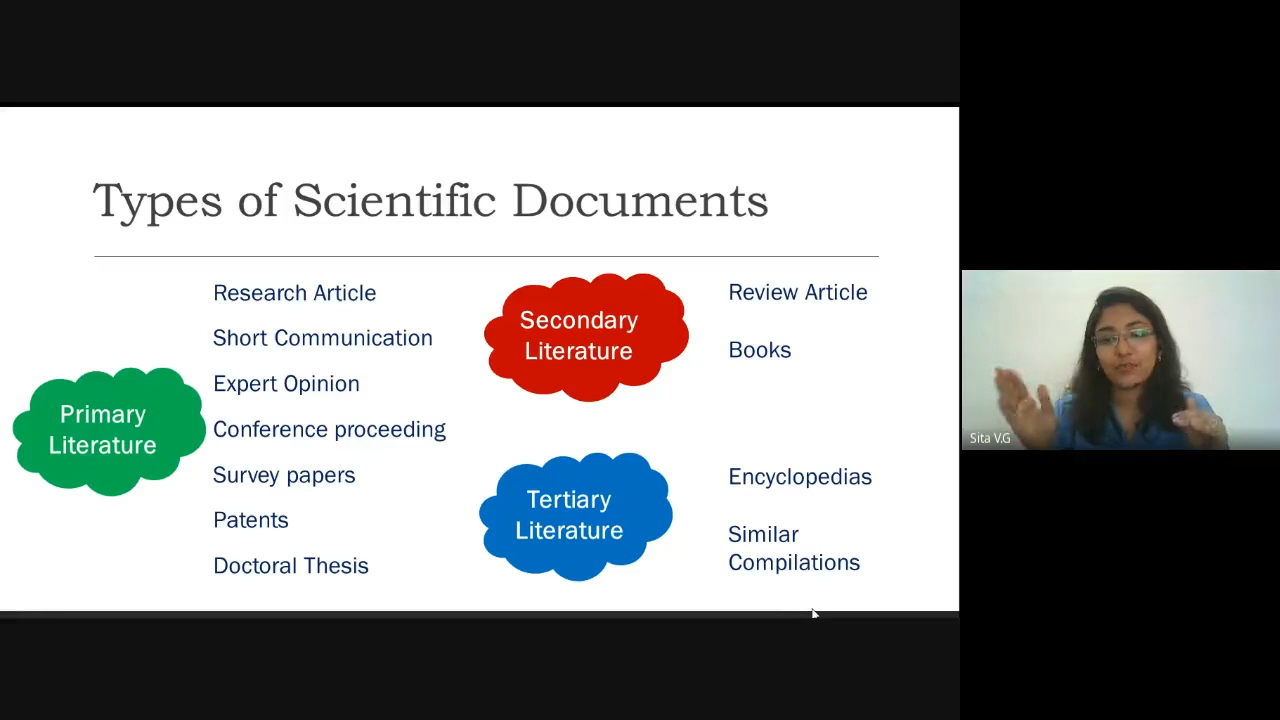 Types of Scientific Documents
Primary
Literature
Research Article
Short Communication
Expert Opinion
Conference proceeding
Survey papers
Patents
Doctoral Thesis
Secondary
Literature
Review Article
Books
Tertiary
Literature
Encyclopedias
Similar
Compilations
Sita V.G